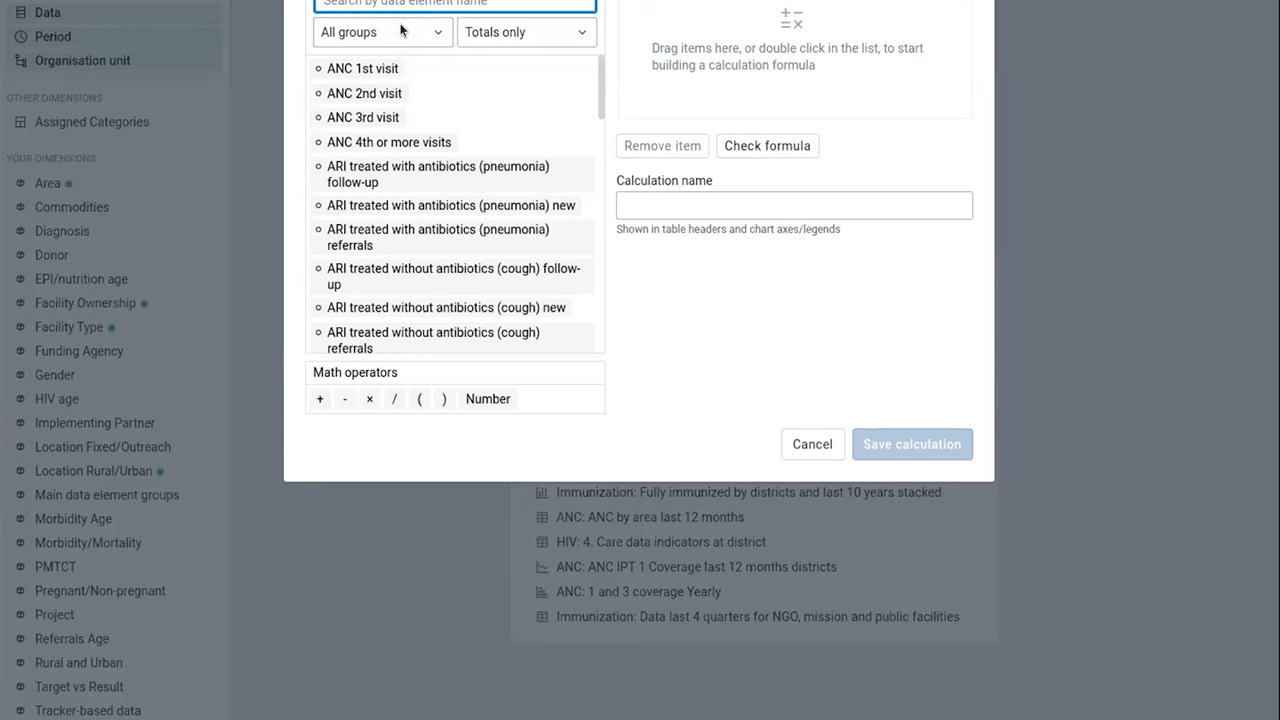 Data
Period
Organisation unit
OTHER DIMENSIONS
Assigned Categories
YOUR DIMENSIONS
Area
Commodities
Diagnosis
Donor
EPI/nutrition age
Facility Ownership
Facility Type
Funding Agency
Gender
HIV age
Implementing Partner
Location Fixed/Outreach
Location Rural/Urban
Main data element groups
Morbidity Age
Morbidity/Mortality
PMTCT
Pregnant/Non-pregnant
Project
Referrals Age
Rural and Urban
Target vs Result
Tracker-based data
Search by data element name
All groups
Totals only
ANC 1st visit
ANC 2nd visit
ANC 3rd visit
ANC 4th or more visits
ARI treated with antibiotics (pneumonia)
follow-up
ARI treated with antibiotics (pneumonia) new
ARI treated with antibiotics (pneumonia)
referrals
ARI treated without antibiotics (cough) follow-
up
ARI treated without antibiotics (cough) new
ARI treated without antibiotics (cough)
referrals
Math operators
+ - × / ( ) Number
Drag items here, or double click in the list, to start
building a calculation formula
Remove item
Check formula
Calculation name
Shown in table headers and chart axes/legends
Cancel
Save calculation
Immunization: Fully immunized by districts and last 10 years stacked
ANC: ANC by area last 12 months
HIV: 4. Care data indicators at district
ANC: ANC IPT 1 Coverage last 12 months districts
ANC: 1 and 3 coverage Yearly
Immunization: Data last 4 quarters for NGO, mission and public facilities